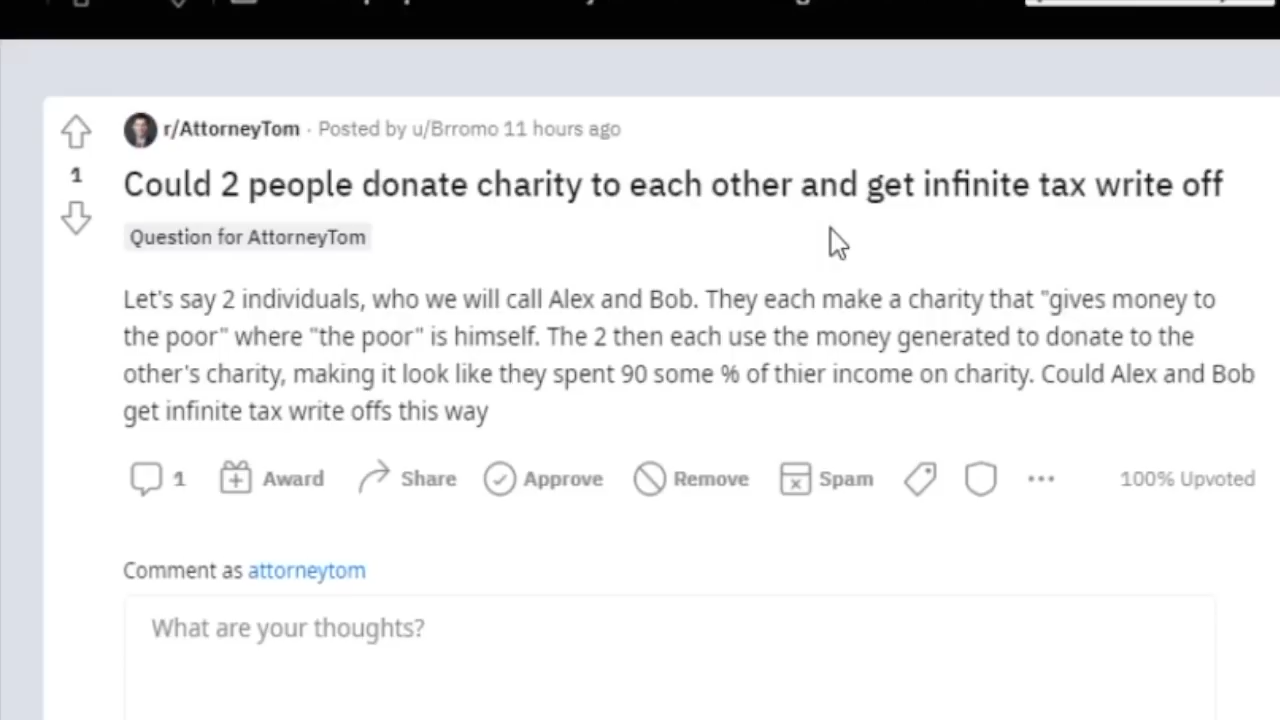 r/AttorneyTom · Posted by u/Brromo 11 hours ago
1
Could 2 people donate charity to each other and get infinite tax write off
Question for AttorneyTom
Let's say 2 individuals, who we will call Alex and Bob. They each make a charity that "gives money to
the poor" where "the poor" is himself. The 2 then each use the money generated to donate to the
other's charity, making it look like they spent 90 some % of thier income on charity. Could Alex and Bob
get infinite tax write offs this way
1 Award Share Approve Remove Spam ... 100% Upvoted
Comment as attorneytom
What are your thoughts?